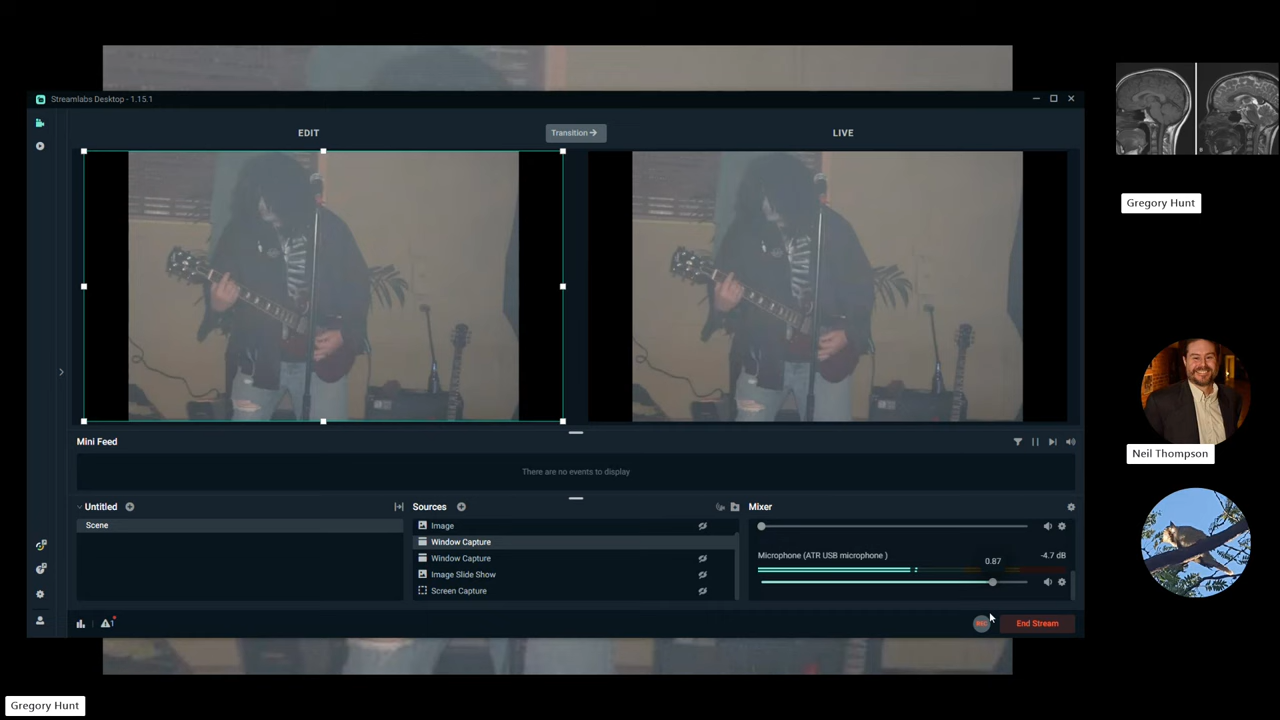 Streamlabs Desktop - 1.15.1
EDIT
Transition
LIVE
Gregory Hunt
Mini Feed
Neil Thompson
There are no events to display
Untitled
Sources
Mixer
Scene
Image
Window Capture
Window Capture
Image Slide Show
Screen Capture
Microphone (ATR USB microphone )
-4.7 dB
0.87
1
REC
End Stream
Gregory Hunt